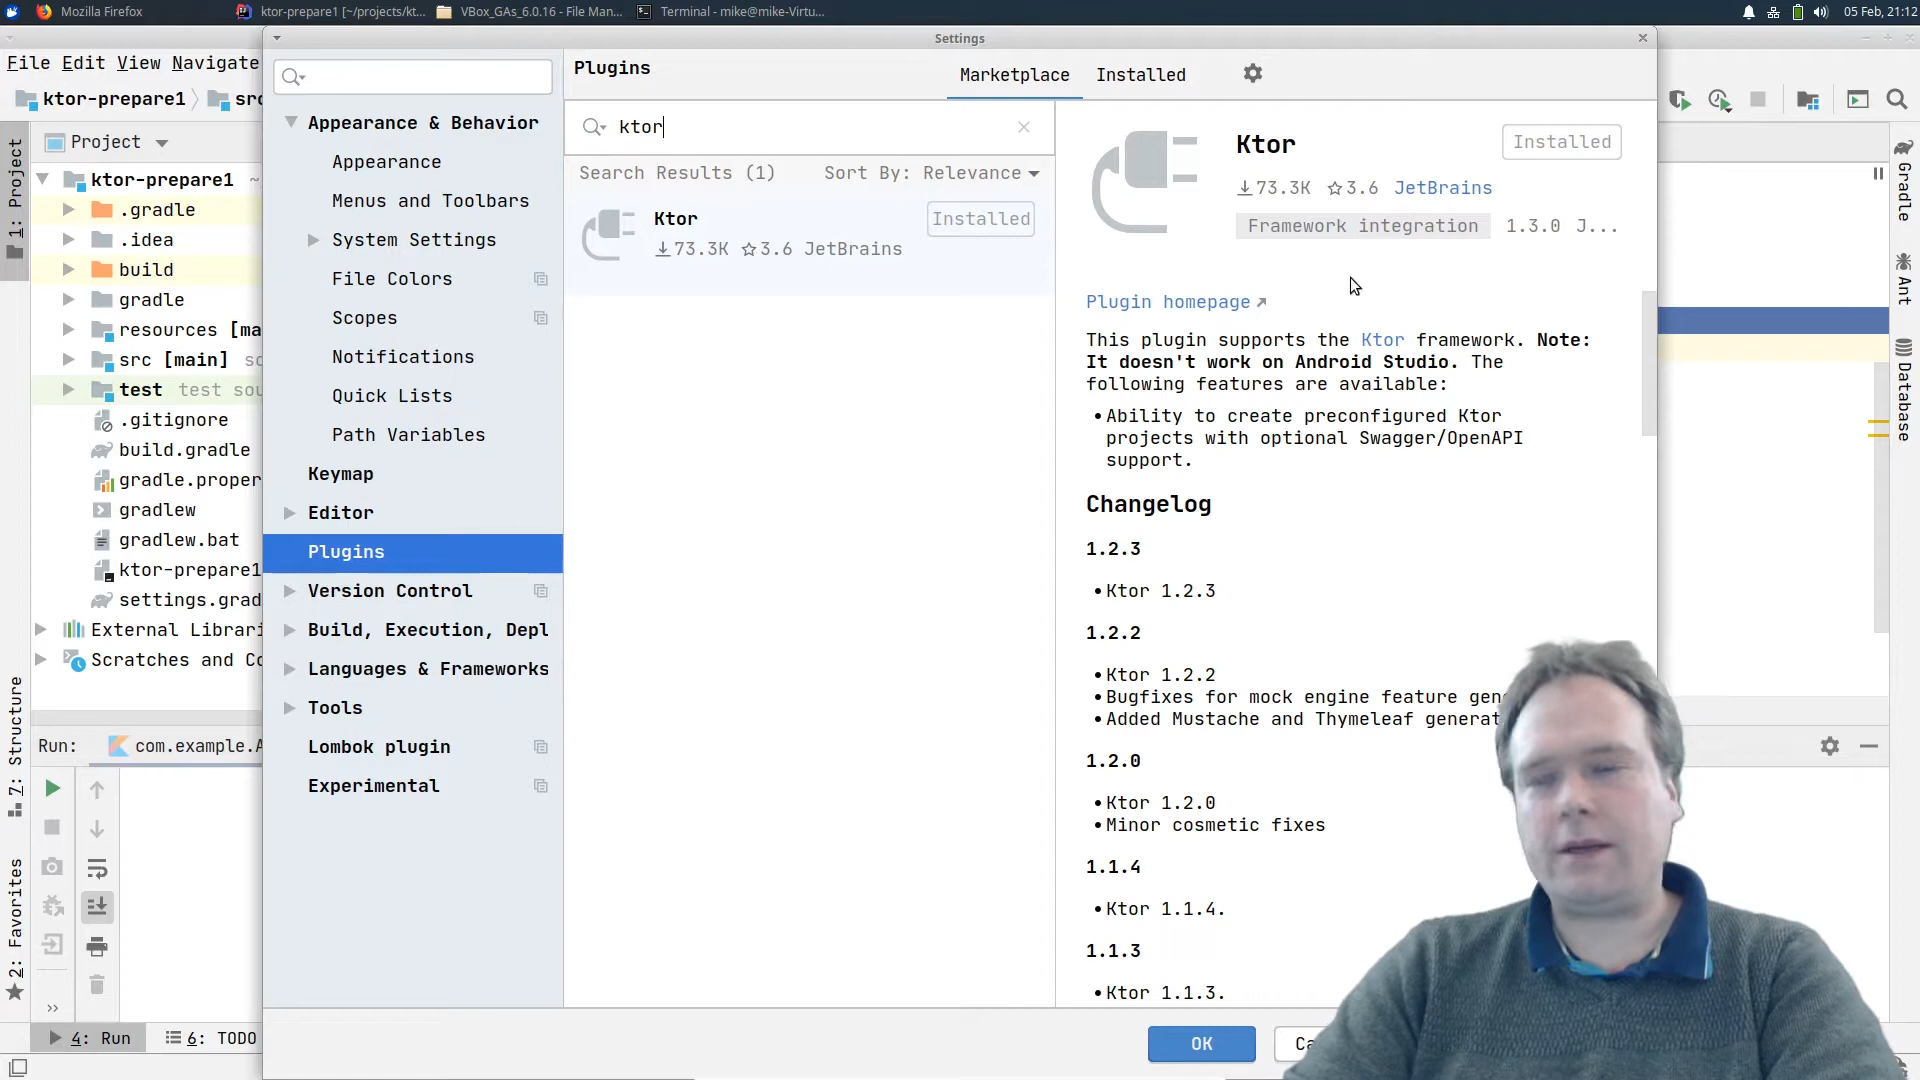 Mozilla Firefox
ktor-prepare1 [~/projects/kt...
VBox_GAs_6.0.16 - File Man...
Terminal - mike@mike-Virtu...
05 Feb, 21:12
Settings
File Edit View Navigate
ktor-prepare1
src
Project
ktor-prepare1
.gradle
.idea
build
gradle
resources [ma
src [main] so
test test sou
.gitignore
build.gradle
gradle.proper
gradlew
gradlew.bat
ktor-prepare1
settings.grad
External Librari
Scratches and Co
1: Project
7: Structure
2: Favorites
Appearance & Behavior
Appearance
Menus and Toolbars
System Settings
File Colors
Scopes
Notifications
Quick Lists
Path Variables
Keymap
Editor
Plugins
Version Control
Build, Execution, Depl
Languages & Frameworks
Tools
Lombok plugin
Experimental
Plugins
Marketplace
Installed
ktor
Search Results (1)
Sort By: Relevance
Ktor
Installed
73.3K 3.6 JetBrains
Ktor
Installed
73.3K 3.6 JetBrains
Framework integration 1.3.0 J...
Plugin homepage
This plugin supports the Ktor framework. Note:
It doesn't work on Android Studio. The
following features are available:
•Ability to create preconfigured Ktor
projects with optional Swagger/OpenAPI
support.
Changelog
1.2.3
•Ktor 1.2.3
1.2.2
•Ktor 1.2.2
•Bugfixes for mock engine feature gen
•Added Mustache and Thymeleaf generat
1.2.0
•Ktor 1.2.0
•Minor cosmetic fixes
1.1.4
•Ktor 1.1.4.
1.1.3
•Ktor 1.1.3.
OK
Ca
Gradle
Ant
Database
Run:
com.example.A
4: Run
6: TODO